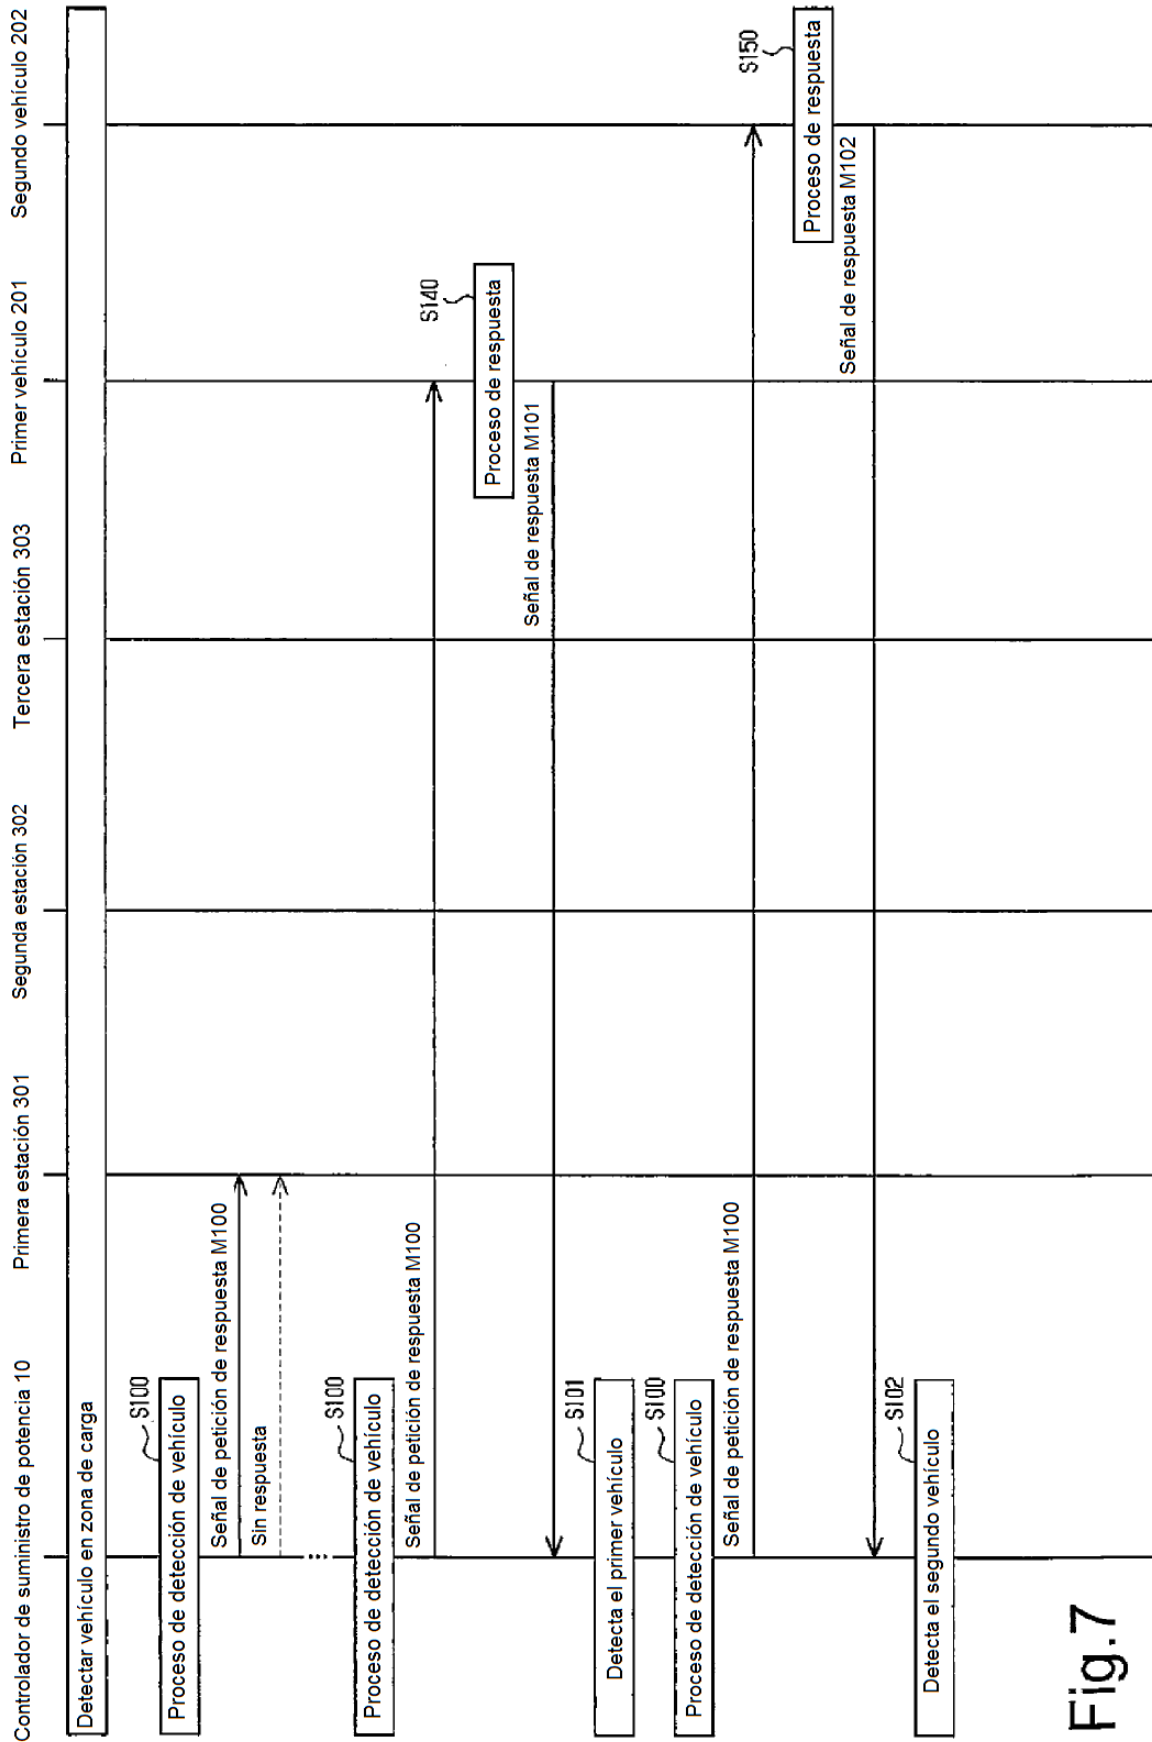 Controlador de suministro de potencia 10
Primera estación 301
Segunda estación 302
Tercera estación 303
Primer vehículo 201
Segundo vehículo 202
Detectar vehículo en zona de carga
S100
Proceso de detección de vehículo
Señal de petición de respuesta M100
Sin respuesta
S100
Proceso de detección de vehículo
Señal de petición de respuesta M100
S140
Proceso de respuesta
Señal de respuesta M101
S101
Detecta el primer vehículo
S100
Proceso de detección de vehículo
Señal de petición de respuesta M100
S150
Proceso de respuesta
Señal de respuesta M102
S102
Detecta el segundo vehículo
Fig.7